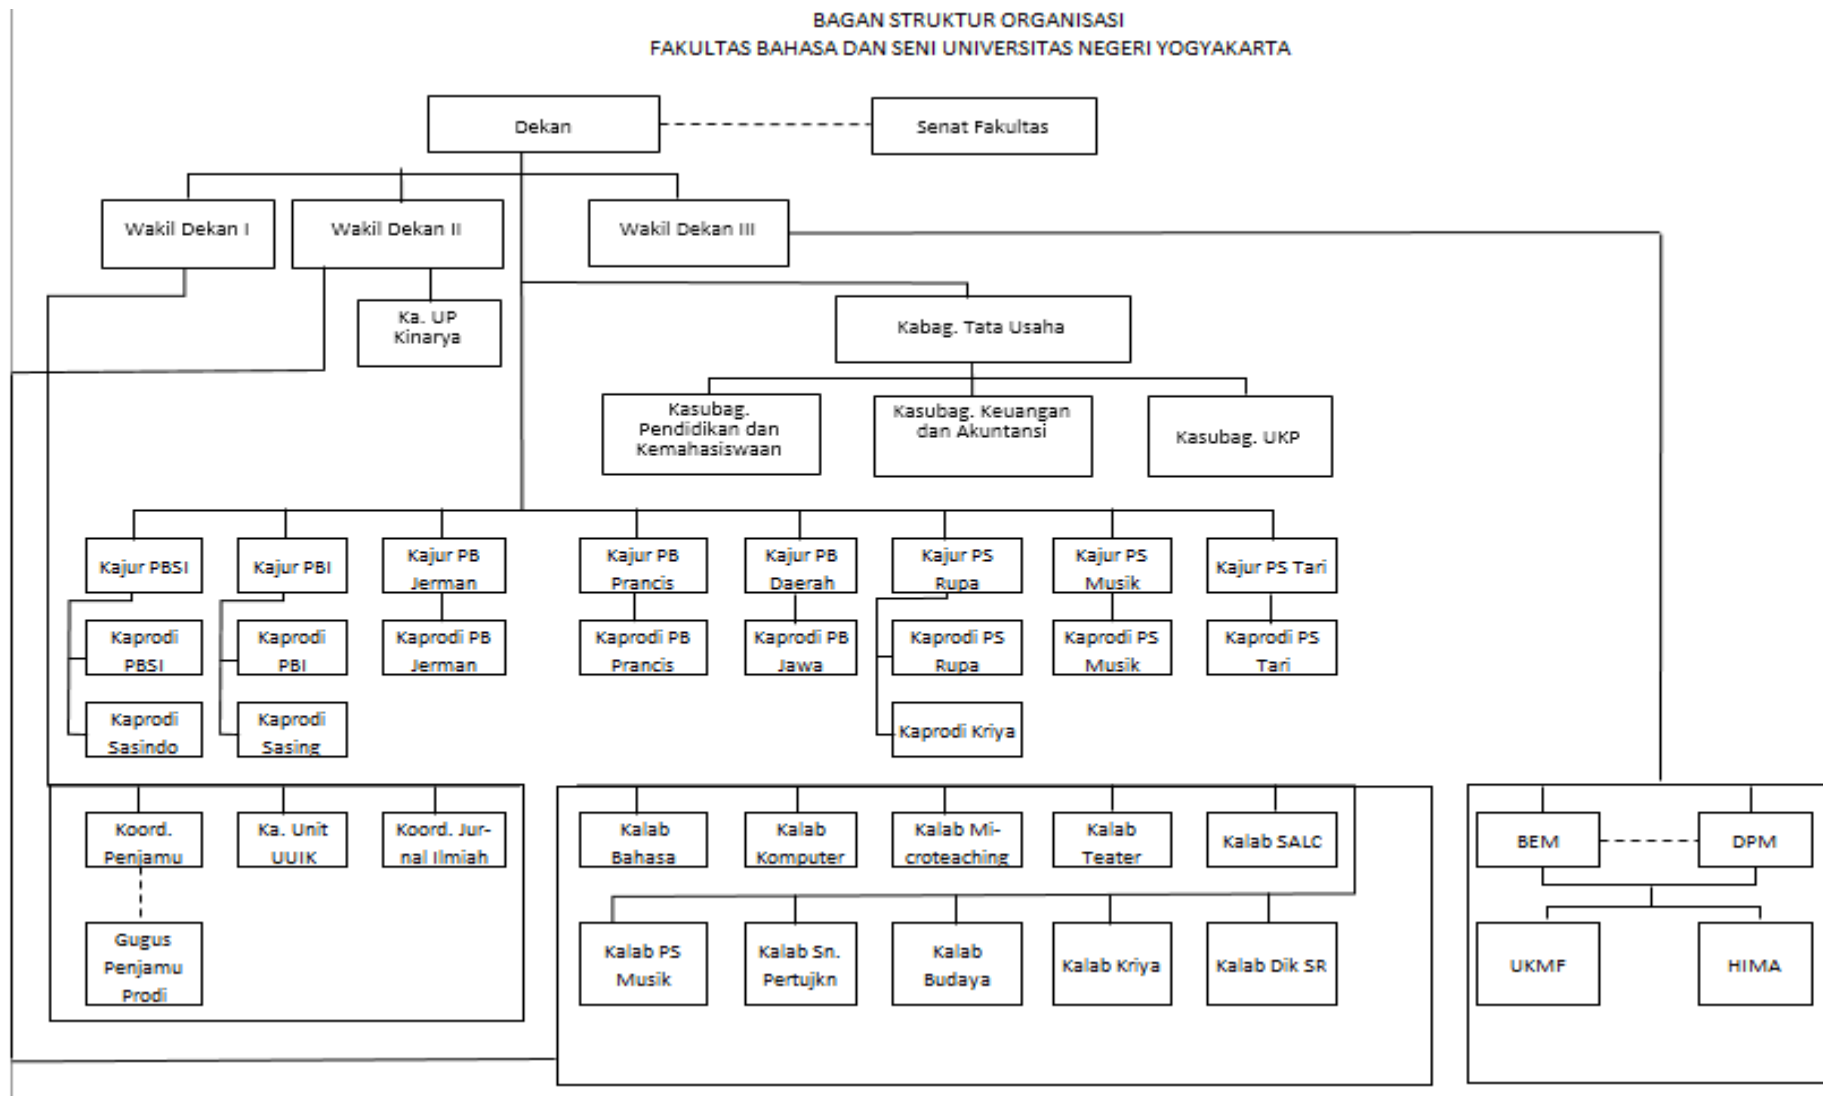 BAGAN STRUKTUR ORGANISASI
FAKULTAS BAHASA DAN SENI UNIVERSITAS NEGERI YOGYAKARTA
Dekan
Senat Fakultas
Wakil Dekan I
Wakil Dekan II
Wakil Dekan III
Ka. UP
Kinarya
Kabag. Tata Usaha
Kasubag.
Pendidikan dan
Kemahasiswaan
Kasubag. Keuangan
dan Akuntansi
Kasubag. UKP
Kajur PBSI
Kajur PBI
Kajur PB
Jerman
Kajur PB
Prancis
Kajur PB
Daerah
Kajur PS
Rupa
Kajur PS
Musik
Kajur PS Tari
Kaprodi
PBSI
Kaprodi
PBI
Kaprodi PB
Jerman
Kaprodi PB
Prancis
Kaprodi PB
Jawa
Kaprodi PS
Rupa
Kaprodi PS
Musik
Kaprodi PS
Tari
Kaprodi
Sasindo
Kaprodi
Sasing
Kaprodi Kriya
Koord.
Penjamu
Ka. Unit
UUIK
Koord. Jur-
nal Ilmiah
Kalab
Bahasa
Kalab
Komputer
Kalab Mi-
croteaching
Kalab
Teater
Kalab SALC
BEM
DPM
Gugus
Penjamu
Prodi
Kalab PS
Musik
Kalab Sn.
Pertujkn
Kalab
Budaya
Kalab Kriya
Kalab Dik SR
UKMF
HIMA